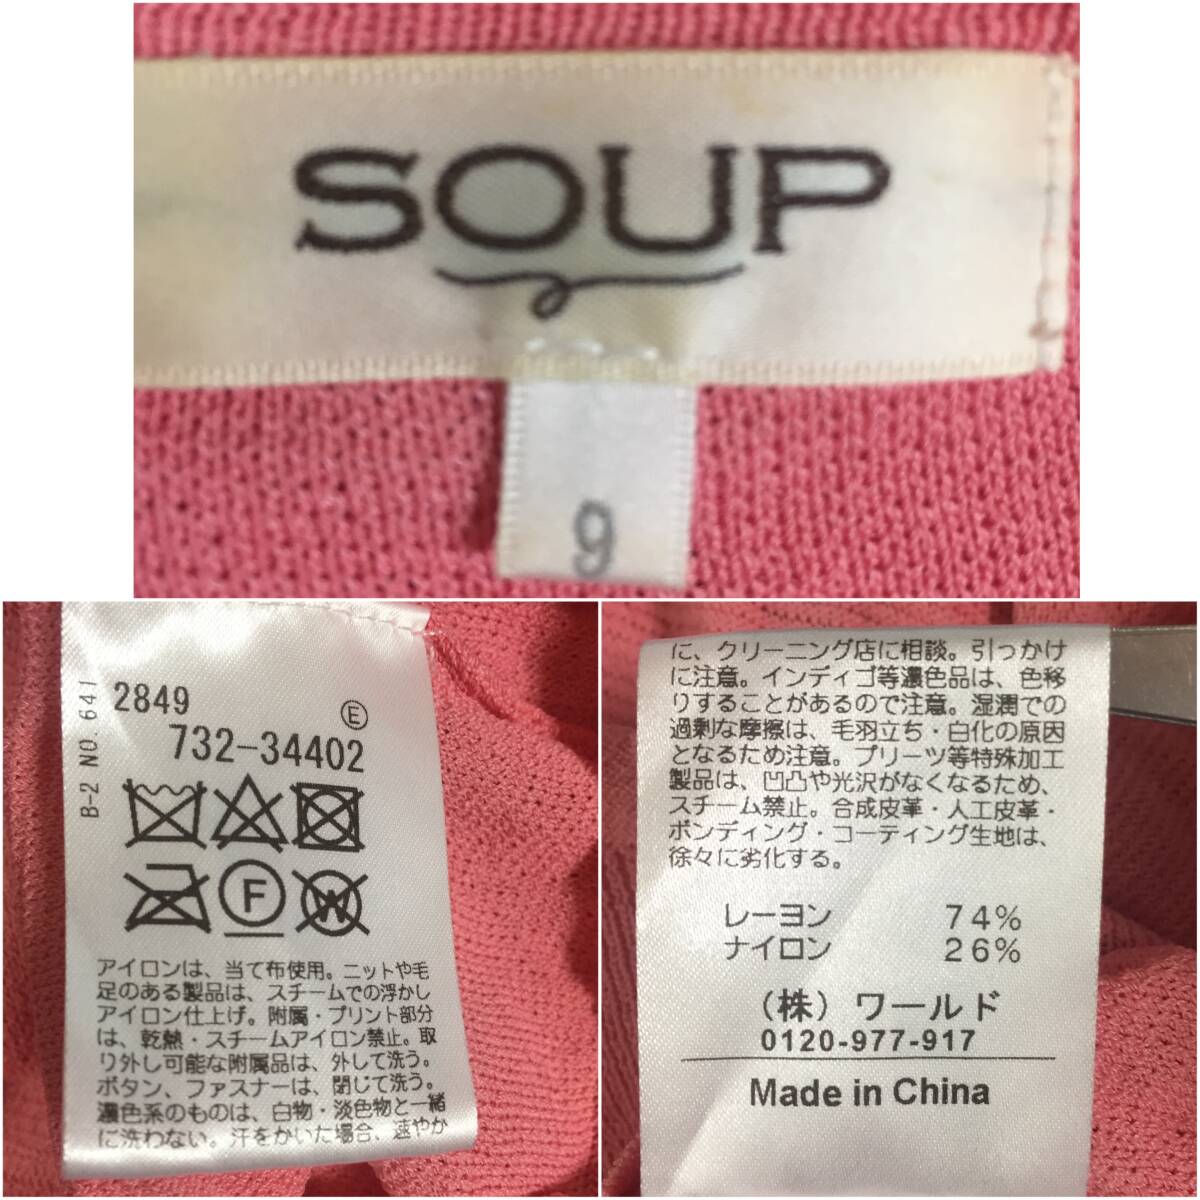 SOUP
9
B-2 NO.641
2849
Ⓔ
732-34402
F
W
アイロンは、当て布使用。ニットや毛
足のある製品は、スチームでの浮かし
アイロン仕上げ。附属・プリント部分
は、乾熱・スチームアイロン禁止。取
り外し可能な附属品は、外して洗う。
ボタン、ファスナーは、閉じて洗う。
濃色系のものは、白物・淡色物と一緒
に洗わない。汗をかいた場合、速やか
に、クリーニング店に相談。引っかけ
に注意。インディゴ等濃色品は、色移
りすることがあるので注意。湿潤での
過剰な摩擦は、毛羽立ち・白化の原因
となるため注意。プリーツ等特殊加工
製品は、凹凸や光沢がなくなるため、
スチーム禁止。合成皮革・人工皮革・
ボンディング・コーティング生地は、
徐々に劣化する。
レーヨン 74%
ナイロン 26%
(株)ワールド
0120-977-917
Made in China